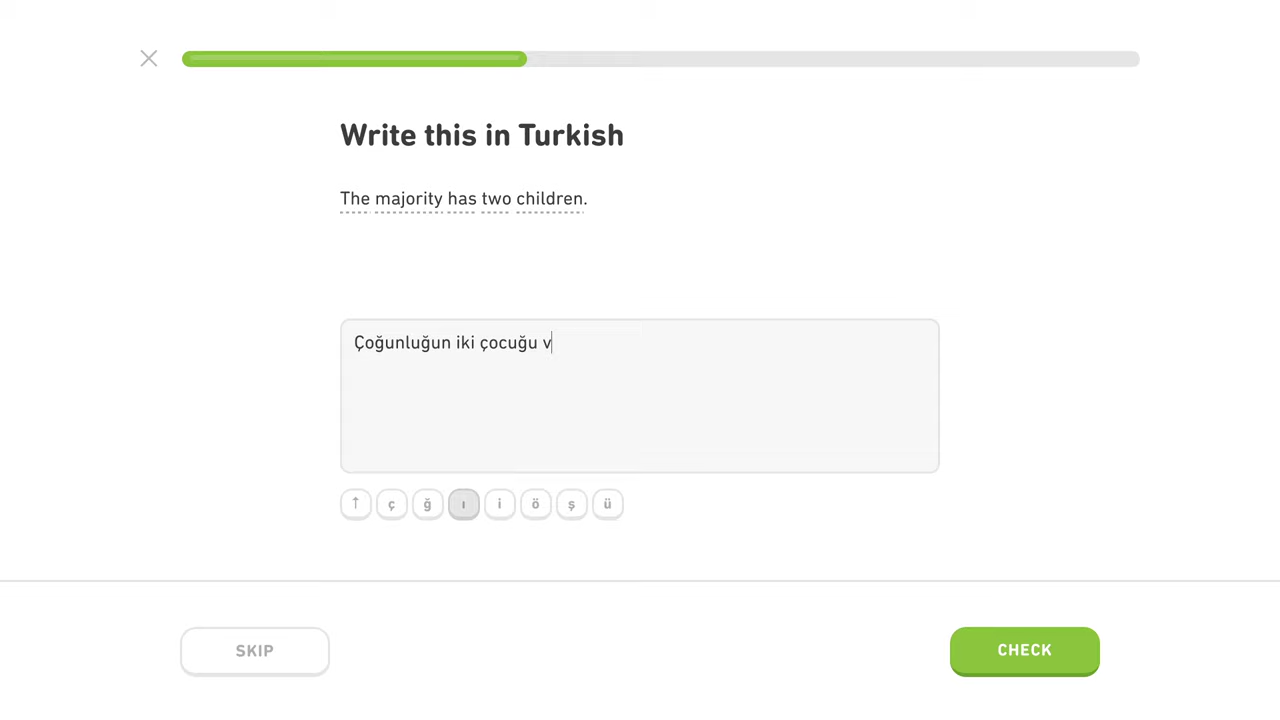 Write this in Turkish
The majority has two children.
Çoğunluğun iki çocuğu v
↑ ç ğ ı i ö ş ü
SKIP
CHECK